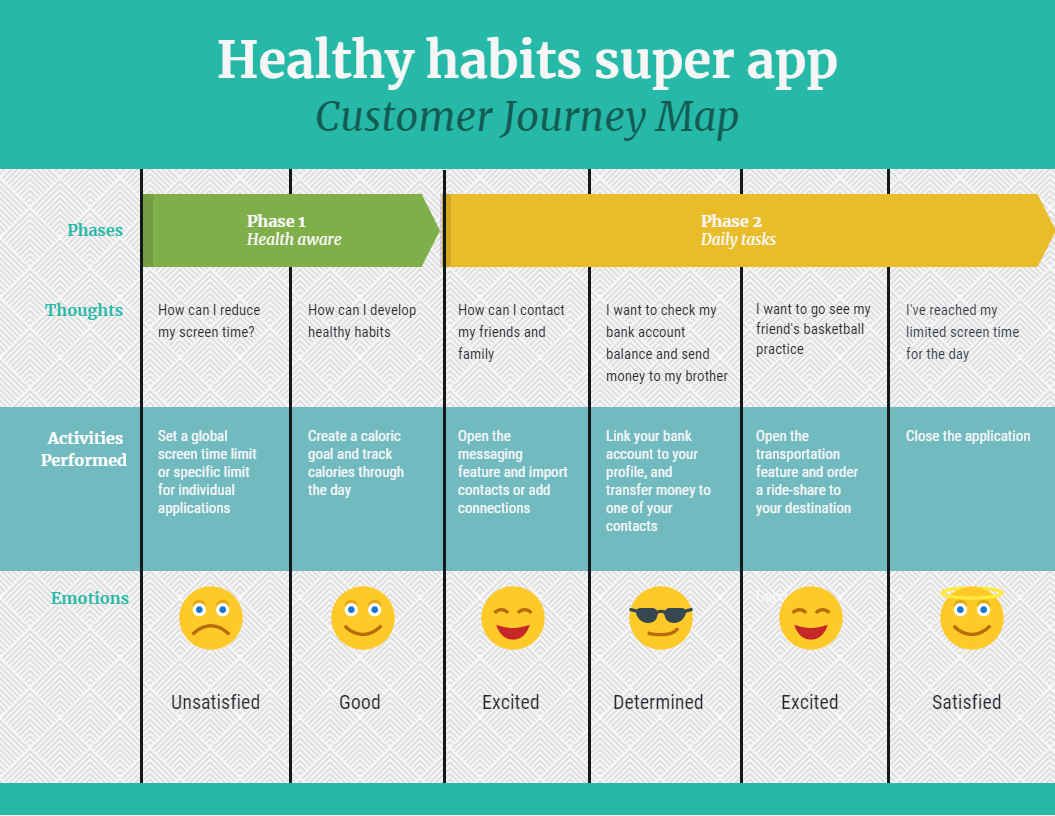 Healthy habits super app
Customer Journey Map
Phases
Phase 1
Health aware
Phase 2
Daily tasks
Thoughts
How can I reduce
my screen time?
How can I develop
healthy habits
How can I contact
my friends and
family
I want to check my
bank account
balance and send
money to my brother
I want to go see my
friend's basketball
practice
I've reached my
limited screen time
for the day
Activities
Performed
Set a global
screen time limit
or specific limit
for individual
applications
Create a caloric
goal and track
calories through
the day
Open the
messaging
feature and import
contacts or add
connections
Link your bank
account to your
profile, and
transfer money to
one of your
contacts
Open the
transportation
feature and order
a ride-share to
your destination
Close the application
Emotions
Unsatisfied
Good
Excited
Determined
Excited
Satisfied